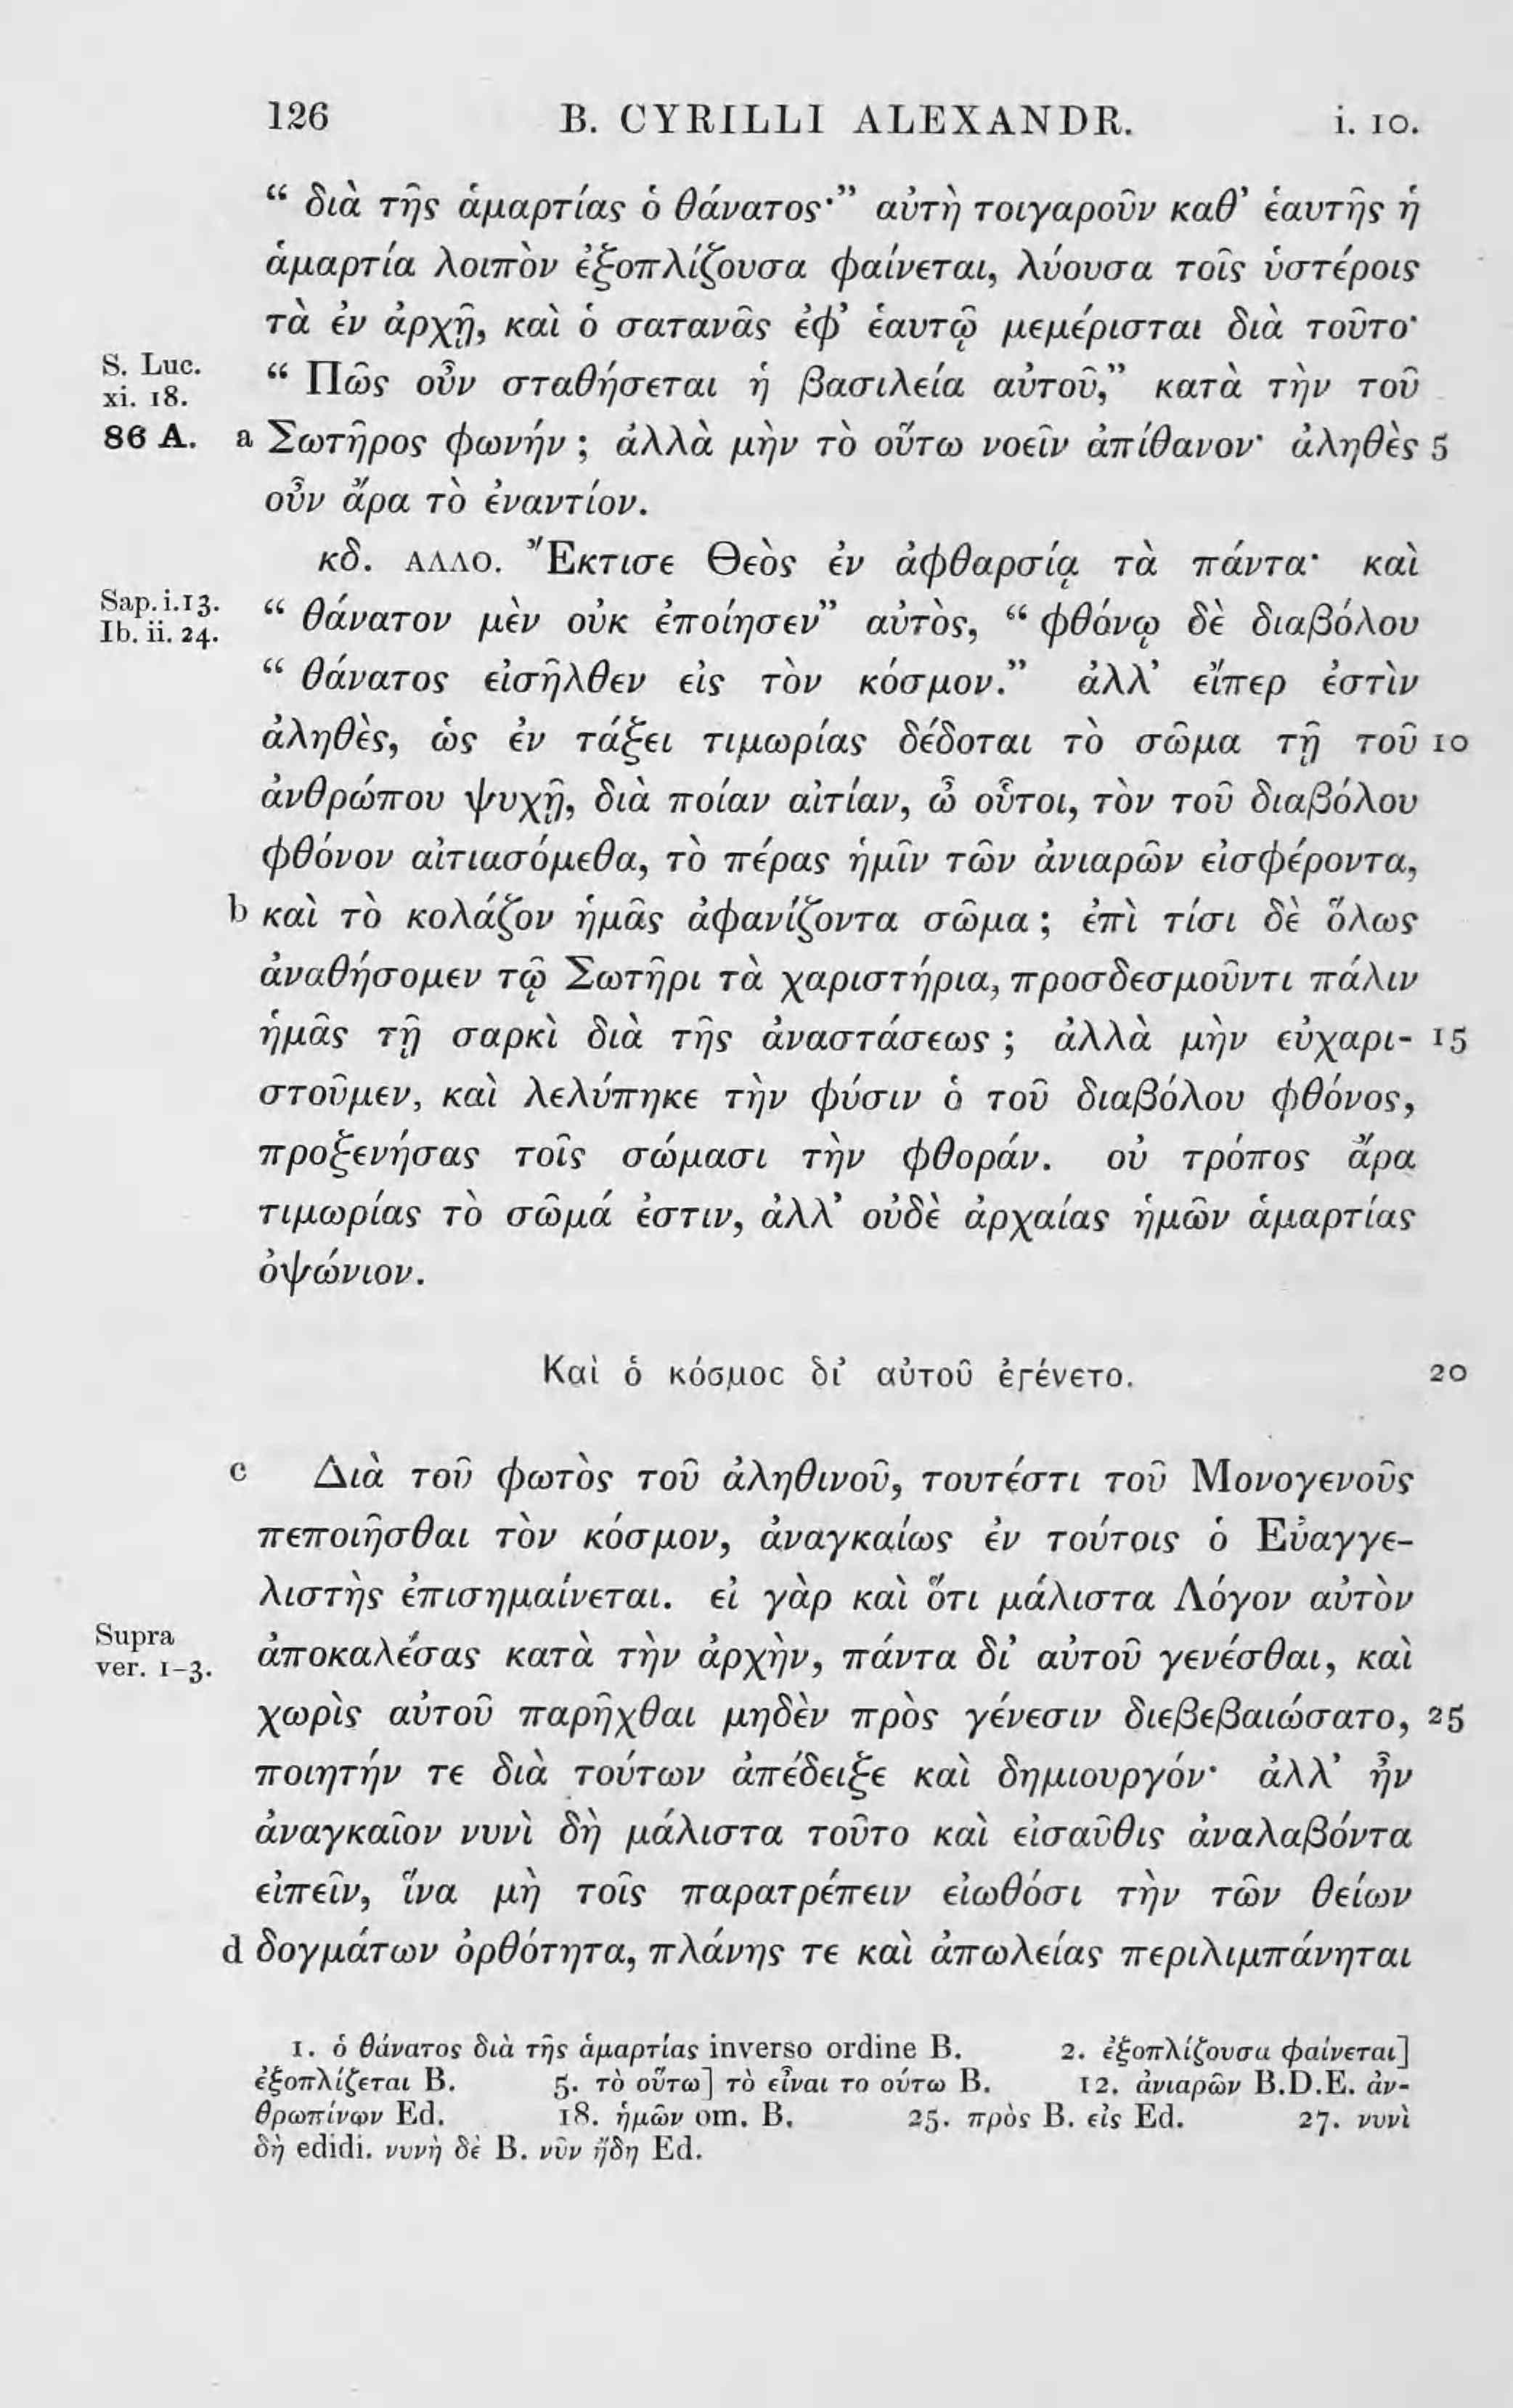 126 B. CYRILLI ALEXANDR. i. 10.
“ διὰ τῆς ἁμαρτίας ὁ θάνατος·” αὐτὴ τοιγαροῦν καθ’ ἑαυτῆς ἡ
ἁμαρτία λοιπὸν ἐξοπλίζουσα φαίνεται, λύουσα τοῖς ὑστέροις
τὰ ἐν ἀρχῇ, καὶ ὁ σατανᾶς ἐφ’ ἑαυτῷ μεμέρισται διὰ τοῦτο·
S. Luc.
xi. 18.
“ Πῶς οὖν σταθήσεται ἡ βασιλεία αὐτοῦ,” κατὰ τὴν τοῦ
86 A. a Σωτῆρος φωνήν ; ἀλλὰ μὴν τὸ οὕτω νοεῖν ἀπίθανον· ἀληθὲς 5
οὖν ἄρα τὸ ἐναντίον.
κδ. ΑΛΛΟ. Ἔκτισε Θεὸς ἐν ἀφθαρσίᾳ τὰ πάντα· καὶ
Sap. i. 13.
Ib. ii. 24.
“ θάνατον μὲν οὐκ ἐποίησεν” αὐτὸς, “ φθόνῳ δὲ διαβόλου
“ θάνατος εἰσῆλθεν εἰς τὸν κόσμον.” ἀλλ’ εἴπερ ἐστὶν
ἀληθὲς, ὡς ἐν τάξει τιμωρίας δέδοται τὸ σῶμα τῇ τοῦ 10
ἀνθρώπου ψυχῇ, διὰ ποίαν αἰτίαν, ὦ οὗτοι, τὸν τοῦ διαβόλου
φθόνον αἰτιασόμεθα, τὸ πέρας ἡμῖν τῶν ἀνιαρῶν εἰσφέροντα,
b καὶ τὸ κολάζον ἡμᾶς ἀφανίζοντα σῶμα ; ἐπὶ τίσι δὲ ὅλως
ἀναθήσομεν τῷ Σωτῆρι τὰ χαριστήρια, προσδεσμοῦντι πάλιν
ἡμᾶς τῇ σαρκὶ διὰ τῆς ἀναστάσεως ; ἀλλὰ μὴν εὐχαρι- 15
στοῦμεν, καὶ λελύπηκε τὴν φύσιν ὁ τοῦ διαβόλου φθόνος,
προξενήσας τοῖς σώμασι τὴν φθοράν. οὐ τρόπος ἄρα
τιμωρίας τὸ σῶμά ἐστιν, ἀλλ’ οὐδὲ ἀρχαίας ἡμῶν ἁμαρτίας
ὀψώνιον.
Καὶ ὁ κόσμος δι’ αὐτοῦ ἐγένετο. 20
c Διὰ τοῦ φωτὸς τοῦ ἀληθινοῦ, τουτέστι τοῦ Μονογενοῦς
πεποιῆσθαι τὸν κόσμον, ἀναγκαίως ἐν τούτοις ὁ Εὐαγγε-
λιστὴς ἐπισημαίνεται. εἰ γὰρ καὶ ὅτι μάλιστα Λόγον αὐτὸν
Supra
ver. 1-3.
ἀποκαλέσας κατὰ τὴν ἀρχὴν, πάντα δι’ αὐτοῦ γενέσθαι, καὶ
χωρὶς αὐτοῦ παρῆχθαι μηδὲν πρὸς γένεσιν διεβεβαιώσατο, 25
ποιητήν τε διὰ τούτων ἀπέδειξε καὶ δημιουργόν· ἀλλ’ ἦν
ἀναγκαῖον νυνὶ δὴ μάλιστα τοῦτο καὶ εἰσαῦθις ἀναλαβόντα
εἰπεῖν, ἵνα μὴ τοῖς παρατρέπειν εἰωθόσι τὴν τῶν θείων
d δογμάτων ὀρθότητα, πλάνης τε καὶ ἀπωλείας περιλιμπάνηται
1. ὁ θάνατος διὰ τῆς ἁμαρτίας inverso ordine B. 2. ἐξοπλίζουσα φαίνεται]
ἐξοπλίζεται B. 5. τὸ οὕτω] τὸ εἶναι το οὑτω B. 12. ἀνιαρῶν B.D.E. ἀν-
θρωπίνων Ed. 18. ἡμῶν om. B. 25. πρὸς B. εἰς Ed. 27. νυνὶ
δὴ edidi. νυνὴ δὲ B. νῦν ἤδη Ed.